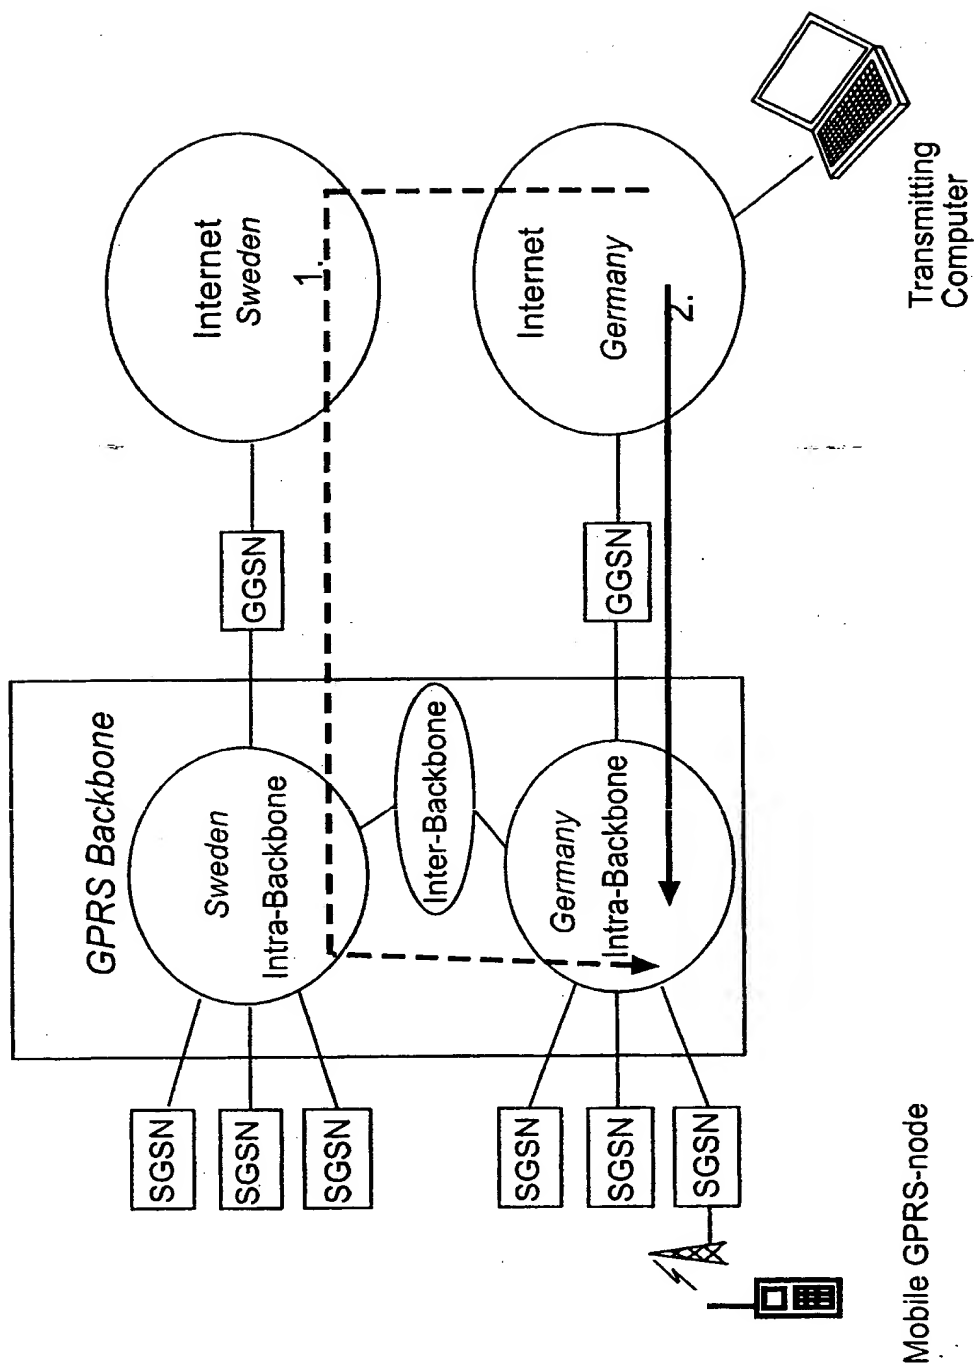 GPRS Backbone
SGSN
SGSN
SGSN
Sweden
Intra-Backbone
GGSN
Internet
Sweden
1.
Inter-Backbone
SGSN
SGSN
SGSN
Germany
Intra-Backbone
GGSN
Internet
Germany
2.
Mobile GPRS-node
Transmitting
Computer